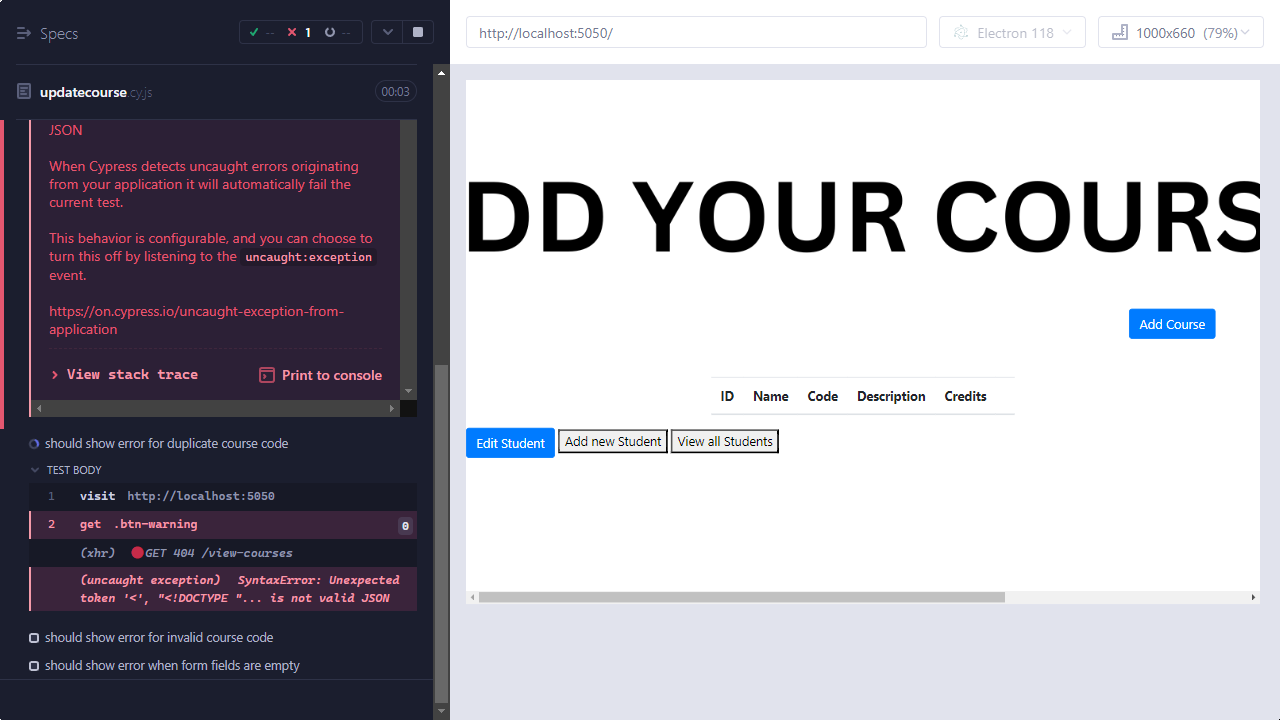 Specs
-- 1 --
updatecourse.cy.js
00:03
JSON
When Cypress detects uncaught errors originating
from your application it will automatically fail the
current test.
This behavior is configurable, and you can choose to
turn this off by listening to the uncaught:exception
event.
https://on.cypress.io/uncaught-exception-from-
application
View stack trace
Print to console
should show error for duplicate course code
TEST BODY
1 visit http://localhost:5050
2 get .btn-warning 0
(xhr) GET 404 /view-courses
(uncaught exception) SyntaxError: Unexpected
token '<', "<!DOCTYPE "... is not valid JSON
should show error for invalid course code
should show error when form fields are empty
http://localhost:5050/
Electron 118
1000x660 (79%)
DD YOUR COURS
Add Course
ID Name Code Description Credits
Edit Student Add new Student View all Students